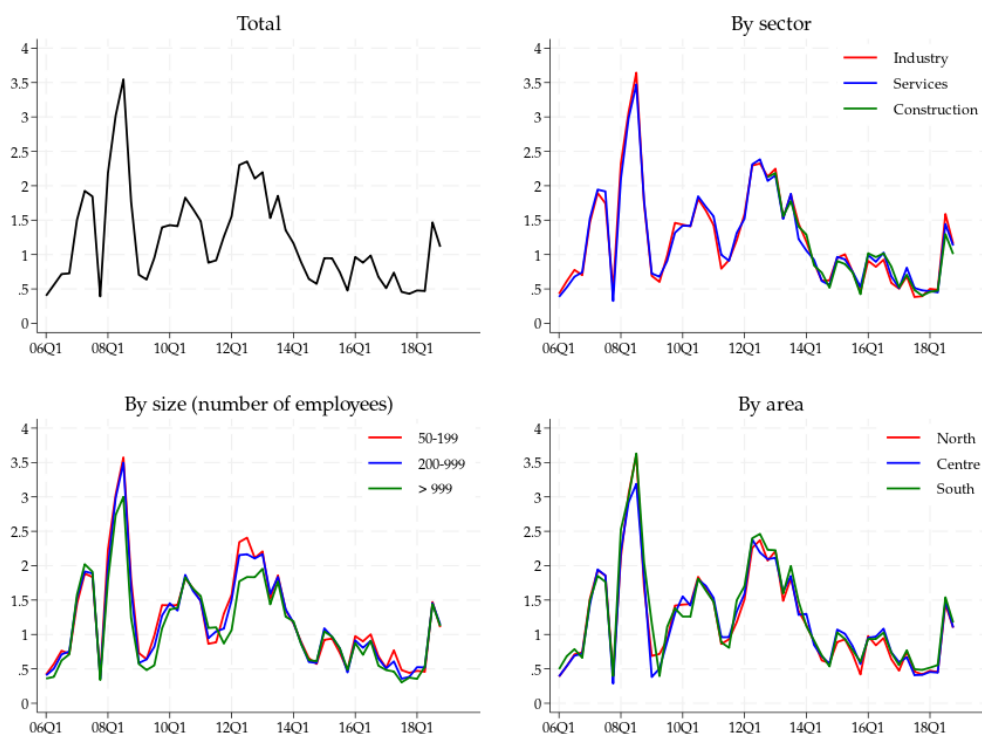 Total
4
3.5
3
2.5
2
1.5
1
.5
0
06Q1 08Q1 10Q1 12Q1 14Q1 16Q1 18Q1
By sector
Industry
Services
Construction
4
3.5
3
2.5
2
1.5
1
.5
0
06Q1 08Q1 10Q1 12Q1 14Q1 16Q1 18Q1
By size (number of employees)
50-199
200-999
> 999
4
3.5
3
2.5
2
1.5
1
.5
0
06Q1 08Q1 10Q1 12Q1 14Q1 16Q1 18Q1
By area
North
Centre
South
4
3.5
3
2.5
2
1.5
1
.5
0
06Q1 08Q1 10Q1 12Q1 14Q1 16Q1 18Q1